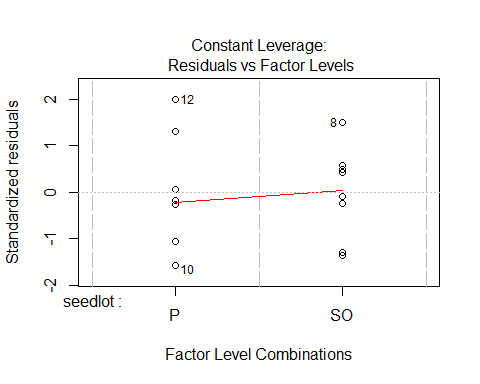 Constant Leverage:
Residuals vs Factor Levels
Standardized residuals
2
1
0
-1
-2
12
8
10
seedlot :
P
SO
Factor Level Combinations